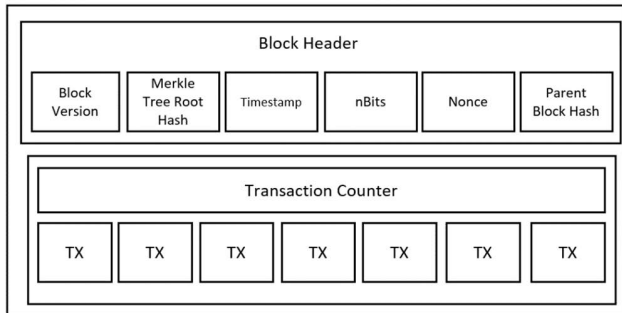 Block Header
Block
Version
Merkle
Tree Root
Hash
Timestamp
nBits
Nonce
Parent
Block Hash
Transaction Counter
TX TX TX TX TX TX TX